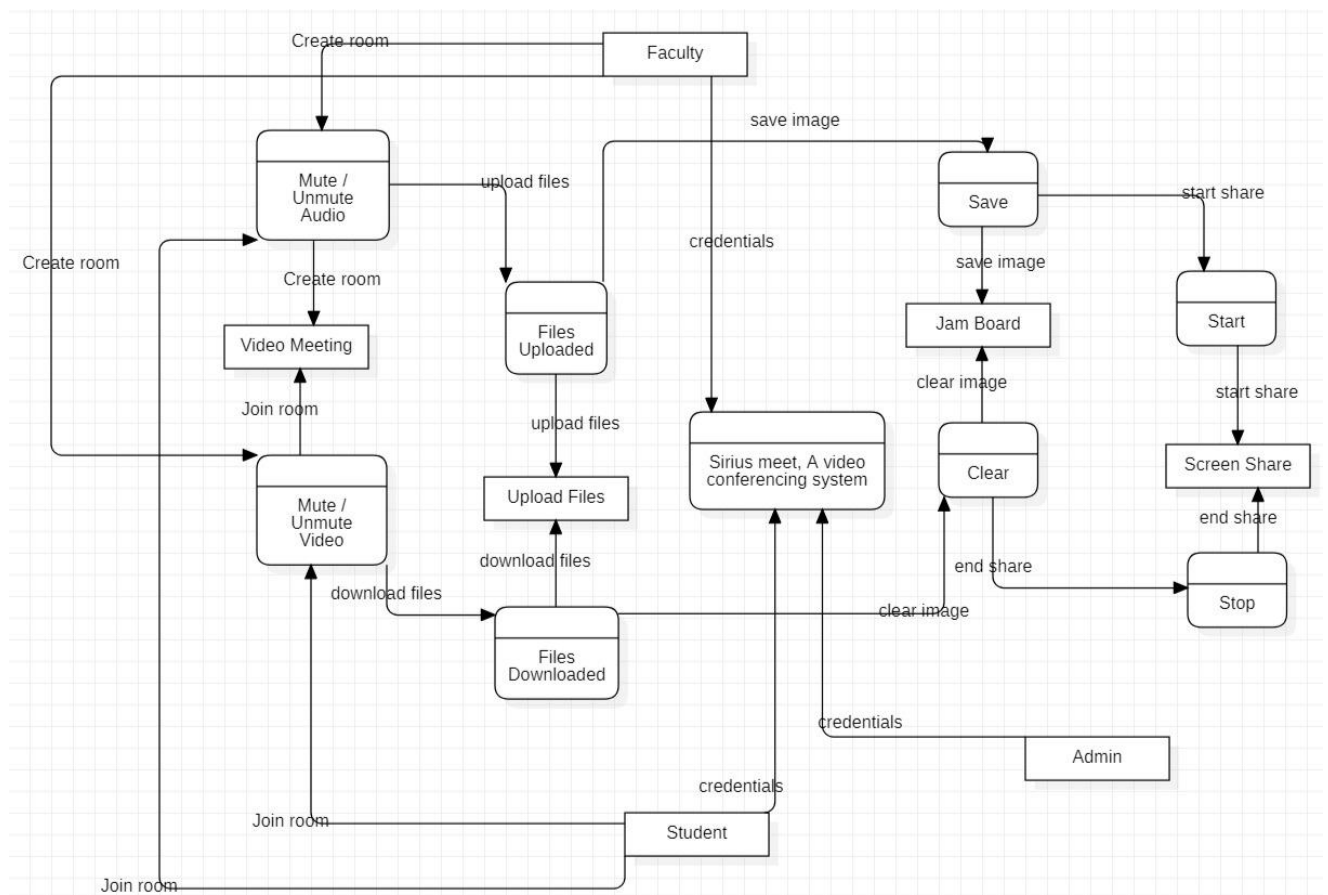 Create room
Faculty
save image
Mute /
Unmute
Audio
upload files
Save
start share
credentials
Create room
save image
Create room
Files
Uploaded
Start
Jam Board
Video Meeting
clear image
start share
Join room
upload files
Sirius meet, A video
conferencing system
Clear
Screen Share
Upload Files
Mute /
Unmute
Video
end share
download files
end share
download files
Stop
clear image
Files
Downloaded
credentials
Admin
credentials
Join room
Student
Join room